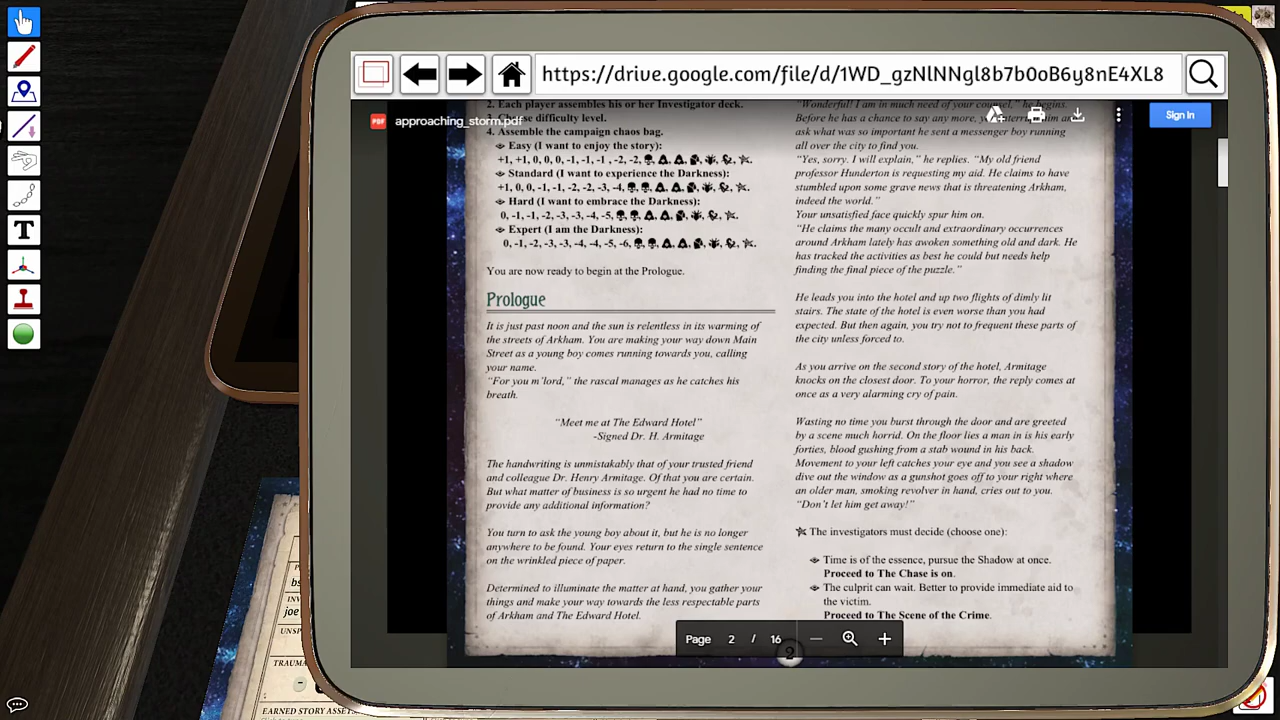 https://drive.google.com/file/d/1WD_gzNlNNgl8b7b0oB6y8nE4XL8
PDF approaching_storm.pdf
Sign In
2. Each player assembles his or her Investigator deck.
Choose difficulty level.
4. Assemble the campaign chaos bag.
Easy (I want to enjoy the story):
+1, +1, 0, 0, 0, -1, -1, -1 , -2, -2,
Standard (I want to experience the Darkness):
+1, 0, 0, -1, -1, -2, -2, -3, -4,
Hard (I want to embrace the Darkness):
0, -1, -1, -2, -3, -3, -4, -5,
Expert (I am the Darkness):
0, -1, -2, -3, -3, -4, -4, -5, -6,
You are now ready to begin at the Prologue.
Prologue
It is just past noon and the sun is relentless in its warming of
the streets of Arkham. You are making your way down Main
Street as a young boy comes running towards you, calling
your name.
"For you m'lord," the rascal manages as he catches his
breath.
"Meet me at The Edward Hotel"
-Signed Dr. H. Armitage
The handwriting is unmistakably that of your trusted friend
and colleague Dr. Henry Armitage. Of that you are certain.
But what matter of business is so urgent he had no time to
provide any additional information?
You turn to ask the young boy about it, but he is no longer
anywhere to be found. Your eyes return to the single sentence
on the wrinkled piece of paper.
Determined to illuminate the matter at hand, you gather your
things and make your way towards the less respectable parts
of Arkham and The Edward Hotel.
"Wonderful! I am in much need of your counsel," he begins.
Before he has a chance to say any more, you interrupt him
ask what was so important he sent a messenger boy running
all over the city to find you.
"Yes, sorry. I will explain," he replies. "My old friend
professor Hunderton is requesting my aid. He claims to have
stumbled upon some grave news that is threatening Arkham,
indeed the world."
Your unsatisfied face quickly spur him on.
"He claims the many occult and extraordinary occurrences
around Arkham lately has awoken something old and dark. He
has tracked the activities as best he could but needs help
finding the final piece of the puzzle."
He leads you into the hotel and up two flights of dimly lit
stairs. The state of the hotel is even worse than you had
expected. But then again, you try not to frequent these parts of
the city unless forced to.
As you arrive on the second story of the hotel, Armitage
knocks on the closest door. To your horror, the reply comes at
once as a very alarming cry of pain.
Wasting no time you burst through the door and are greeted
by a scene much horrid. On the floor lies a man in is his early
forties, blood gushing from a stab wound in his back.
Movement to your left catches your eye and you see a shadow
dive out the window as a gunshot goes off to your right where
an older man, smoking revolver in hand, cries out to you.
"Don't let him get away!"
The investigators must decide (choose one):
Time is of the essence, pursue the Shadow at once.
Proceed to The Chase is on.
The culprit can wait. Better to provide immediate aid to
the victim.
Proceed to The Scene of the Crime.
Page 2 / 16
2
T
joe
TRAUMA
EARNED STORY ASSET